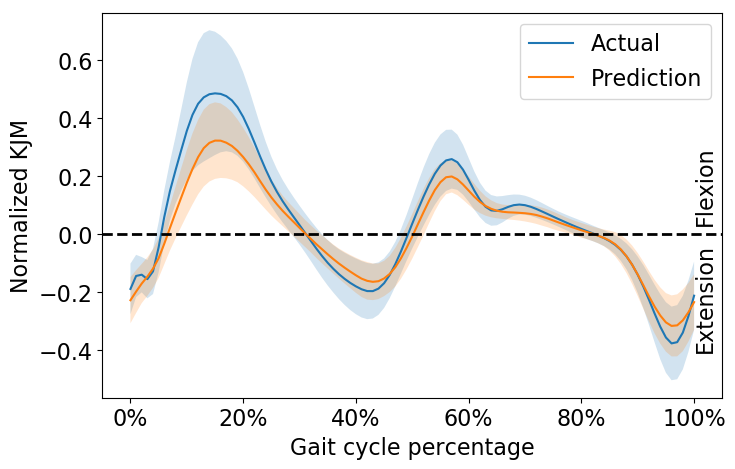 Actual
Prediction
Normalized KJM
0.6
0.4
0.2
0.0
−0.2
−0.4
Flexion
Extension
0%
20%
40%
60%
80%
100%
Gait cycle percentage